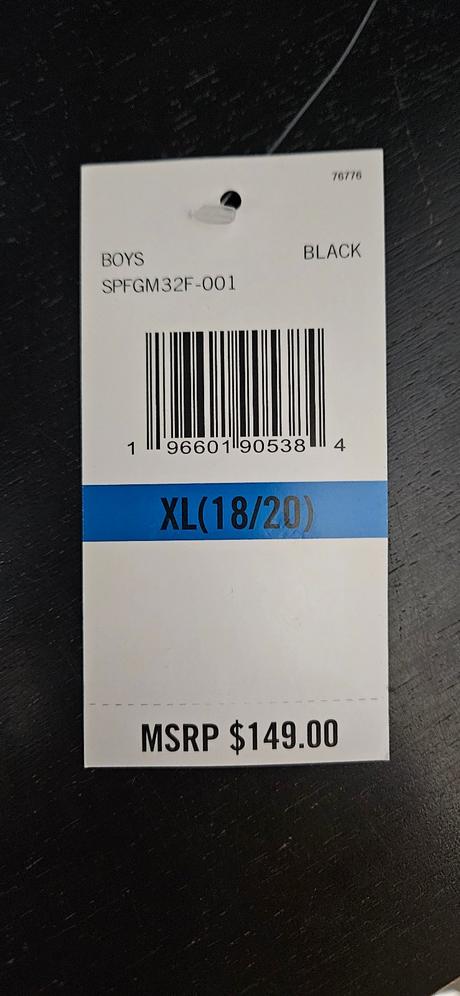 76776
BOYS BLACK
SPFGM32F-001
1 96601 90538 4
XL(18/20)
MSRP $149.00